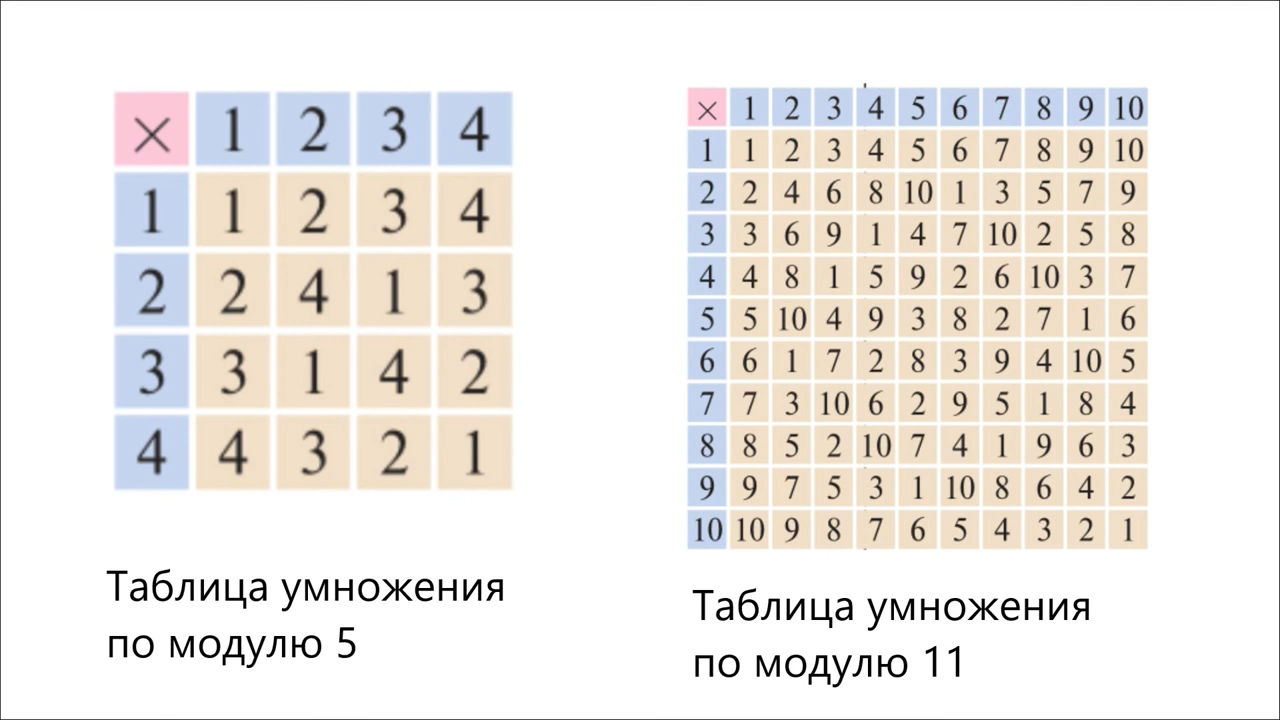 × 1 2 3 4
1 1 2 3 4
2 2 4 1 3
3 3 1 4 2
4 4 3 2 1
Таблица умножения
по модулю 5
× 1 2 3 4 5 6 7 8 9 10
1 1 2 3 4 5 6 7 8 9 10
2 2 4 6 8 10 1 3 5 7 9
3 3 6 9 1 4 7 10 2 5 8
4 4 8 1 5 9 2 6 10 3 7
5 5 10 4 9 3 8 2 7 1 6
6 6 1 7 2 8 3 9 4 10 5
7 7 3 10 6 2 9 5 1 8 4
8 8 5 2 10 7 4 1 9 6 3
9 9 7 5 3 1 10 8 6 4 2
10 10 9 8 7 6 5 4 3 2 1
Таблица умножения
по модулю 11